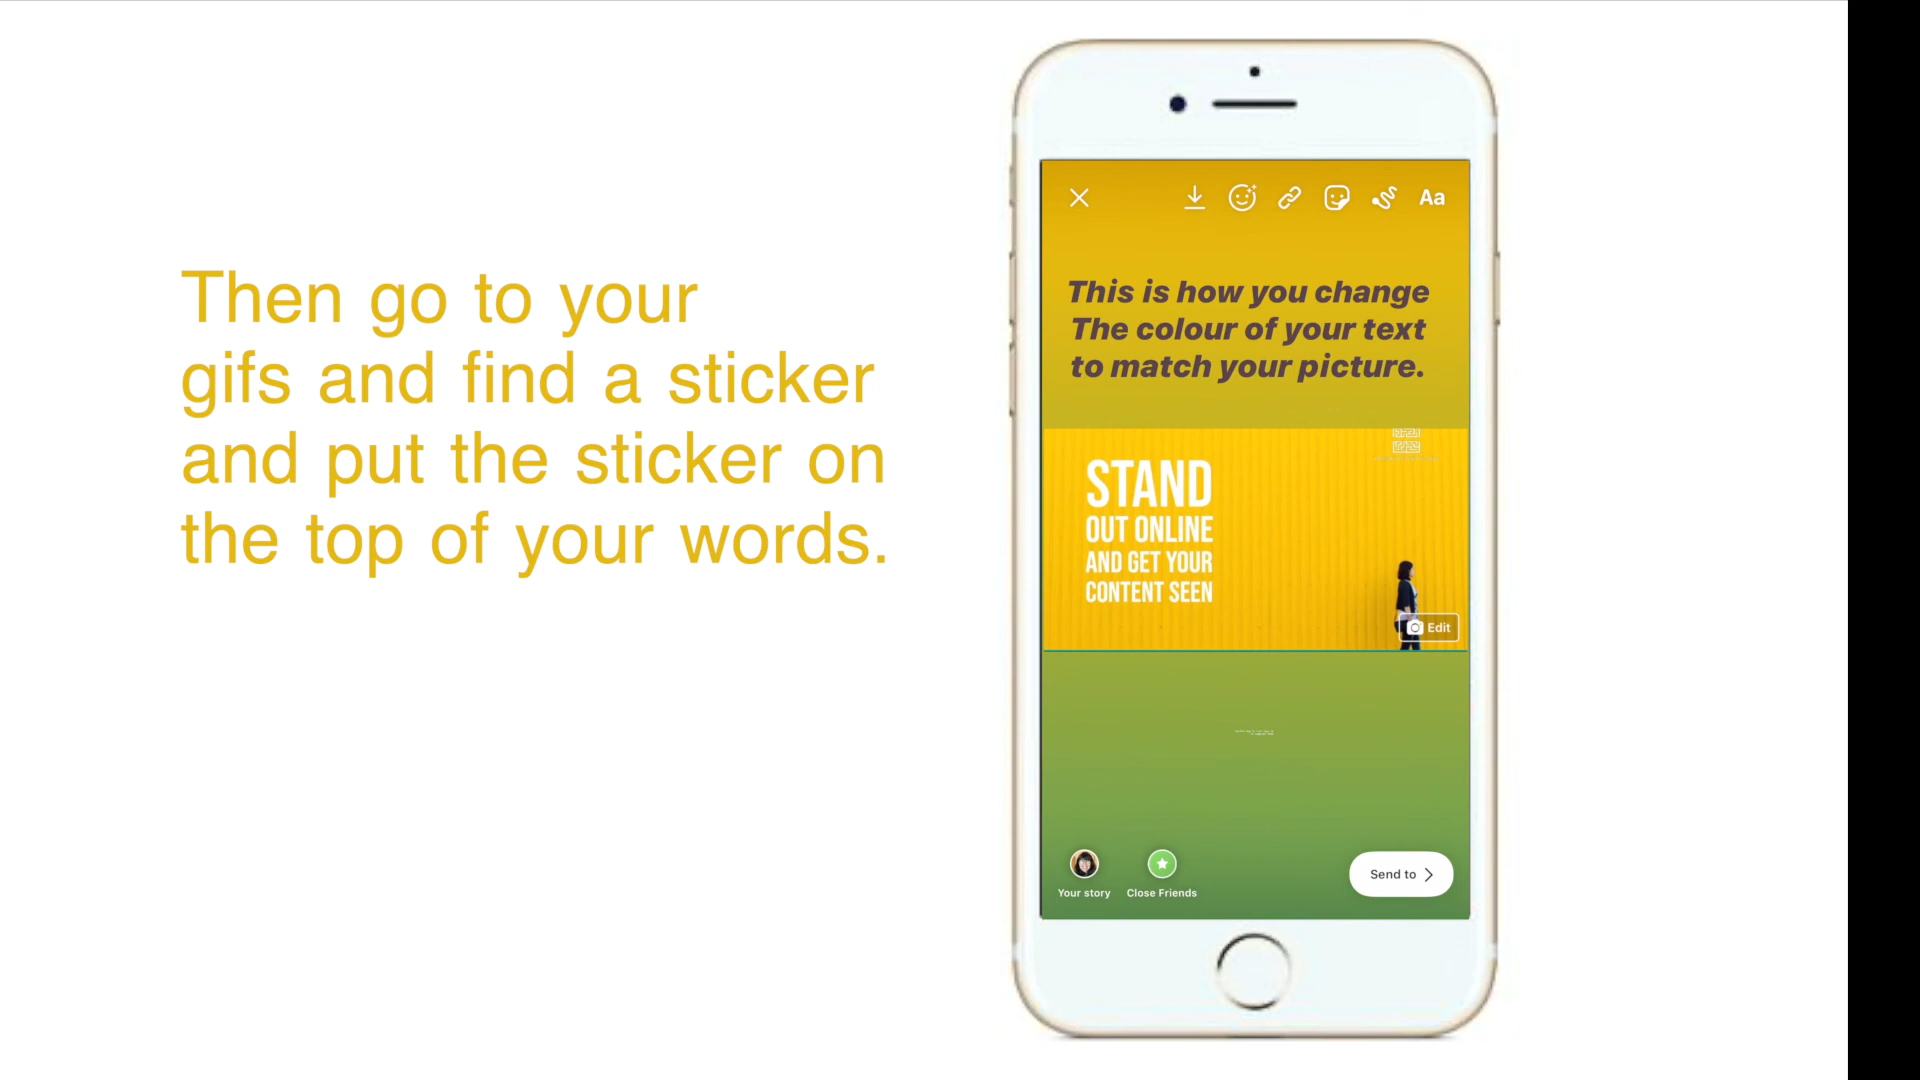 Then go to your
gifs and find a sticker
and put the sticker on
the top of your words.
Aa
This is how you change
The colour of your text
to match your picture.
STAND
OUT ONLINE
AND GET YOUR
CONTENT SEEN
Edit
Your story
Close Friends
Send to